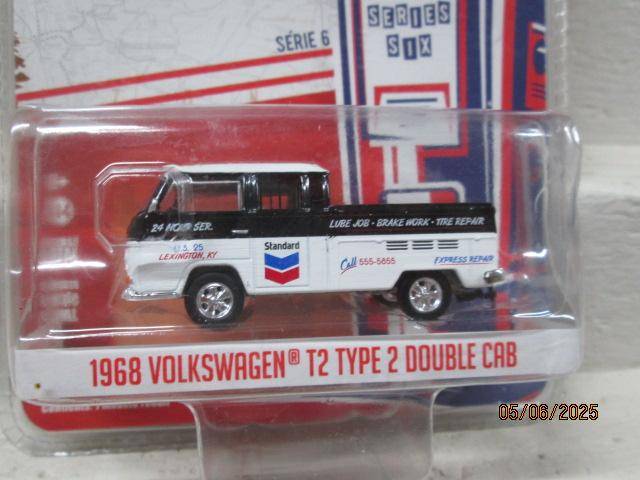 SÉRIE 6
SERIES
SIX
24 HOUR SER.
LUBE JOB • BRAKE WORK • TIRE REPAIR
U.S. 25
LEXINGTON, KY
Standard
Call 555-5655
EXPRESS REPAIR
1968 VOLKSWAGEN® T2 TYPE 2 DOUBLE CAB
05/06/2025